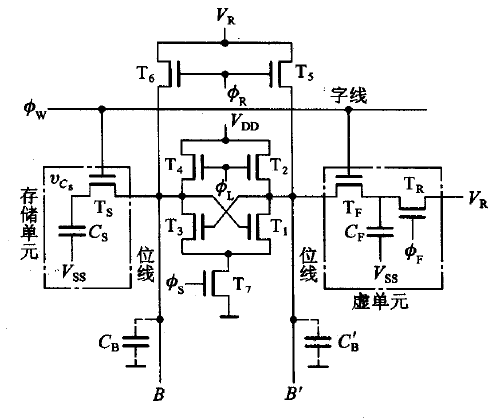 V_R
T_6
T_5
φ_R
φ_W
字线
V_DD
T_4
T_2
φ_L
v_Cs
T_S
存储单元
C_S
V_SS
位线
T_3
T_1
T_F
T_R
V_R
C_F
φ_F
V_SS
位线
φ_S
T_7
虚单元
C_B
C'_B
B
B'